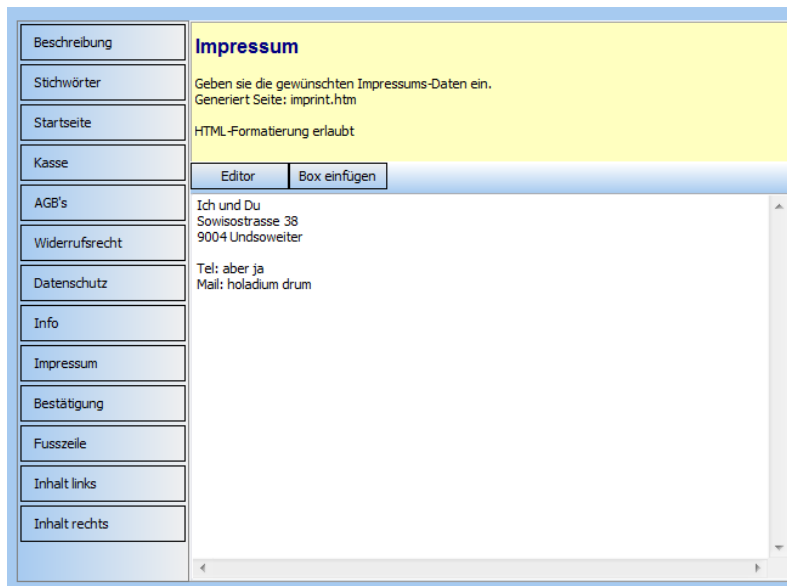 Beschreibung
Stichwörter
Startseite
Kasse
AGB's
Widerrufsrecht
Datenschutz
Info
Impressum
Bestätigung
Fusszeile
Inhalt links
Inhalt rechts
Impressum
Geben sie die gewünschten Impressums-Daten ein.
Generiert Seite: imprint.htm
HTML-Formatierung erlaubt
Editor
Box einfügen
Ich und Du
Sowisostrasse 38
9004 Undsoweiter
Tel: aber ja
Mail: holadium drum